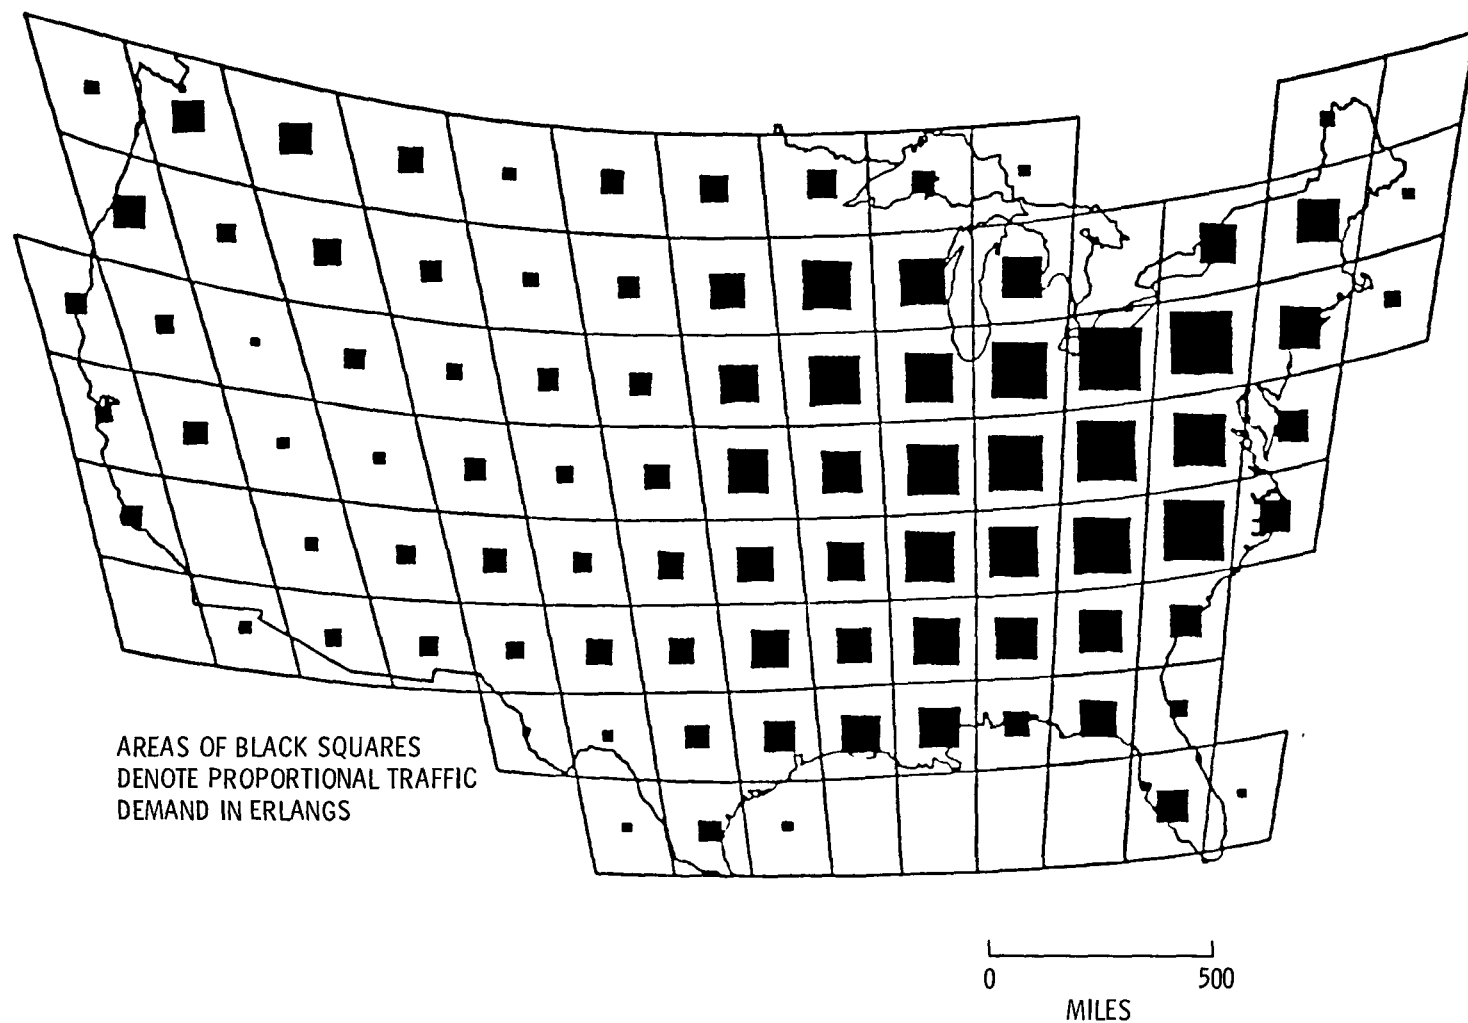 AREAS OF BLACK SQUARES
DENOTE PROPORTIONAL TRAFFIC
DEMAND IN ERLANGS
0 500
MILES